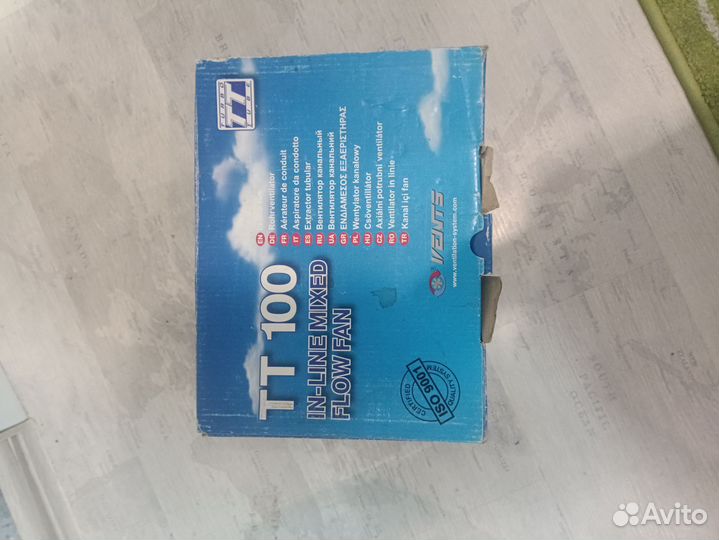 TURBO
TT
TUBE
EN
DE Rohrventilator
FR Aérateur de conduit
IT Aspiratore da condotto
ES Extrector tubular
RU Вентилятор канальный
UA Вентилятор канальний
GR ΕΝΔΙΑΜΕΣΟΣ ΕΞΑΕΡΙΣΤΗΡΑΣ
PL Wentylator kanałowy
HU Csőventillátor
CZ Axiální potrubní ventilátor
RO Ventilator in linie
TR Kanal içi fan
TT 100
IN-LINE MIXED
FLOW FAN
VENTS
www.ventilation-system.com
CERTIFIED
ISO 9001
QUALITY SYSTEM
Avito